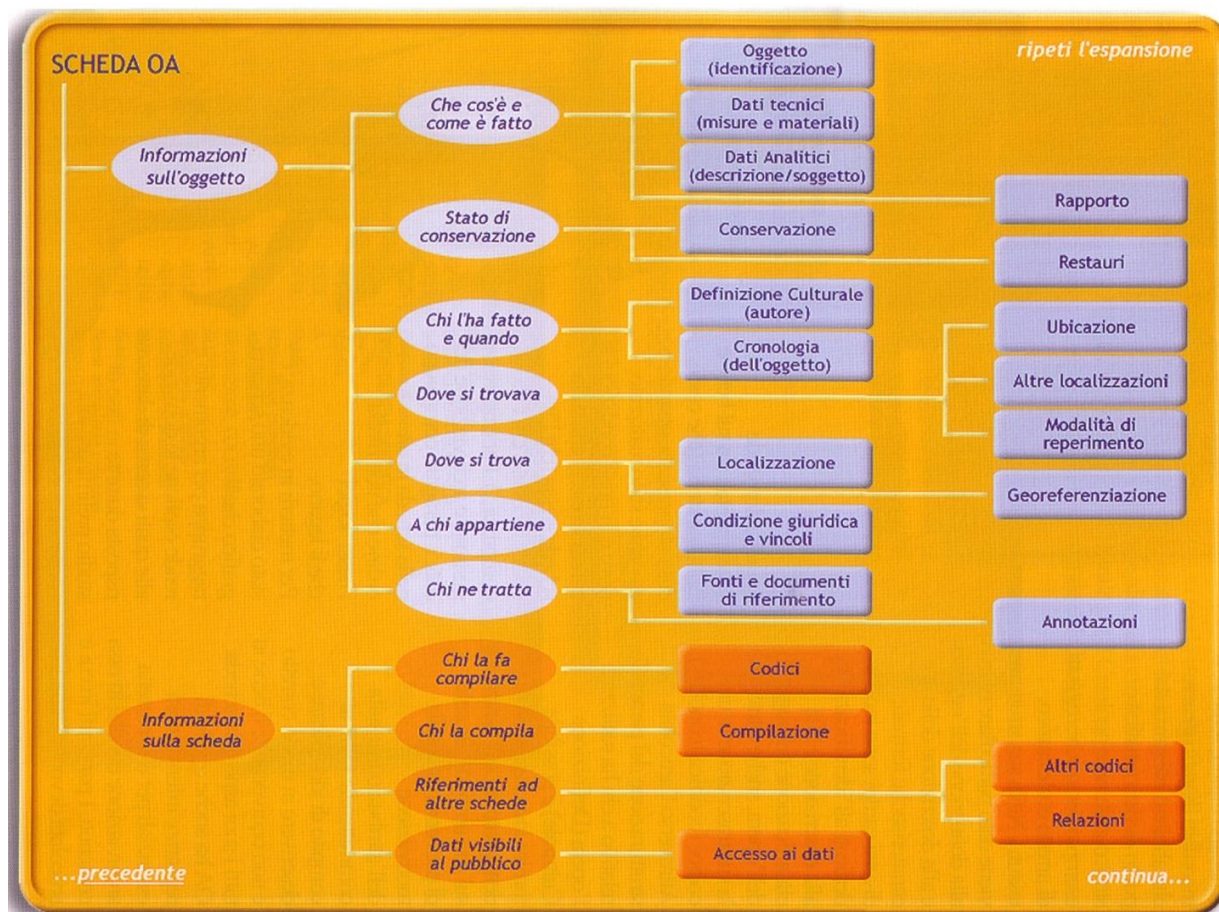 SCHEDA OA
ripeti l'espansione
Informazioni
sull'oggetto
Che cos'è e
come è fatto
Oggetto
(identificazione)
Dati tecnici
(misure e materiali)
Dati Analitici
(descrizione/soggetto)
Rapporto
Stato di
conservazione
Conservazione
Restauri
Chi l'ha fatto
e quando
Definizione Culturale
(autore)
Cronologia
(dell'oggetto)
Dove si trovava
Ubicazione
Altre localizzazioni
Modalità di
reperimento
Dove si trova
Localizzazione
Georeferenziazione
A chi appartiene
Condizione giuridica
e vincoli
Chi ne tratta
Fonti e documenti
di riferimento
Annotazioni
Informazioni
sulla scheda
Chi la fa
compilare
Codici
Chi la compila
Compilazione
Riferimenti ad
altre schede
Altri codici
Relazioni
Dati visibili
al pubblico
Accesso ai dati
...precedente
continua...